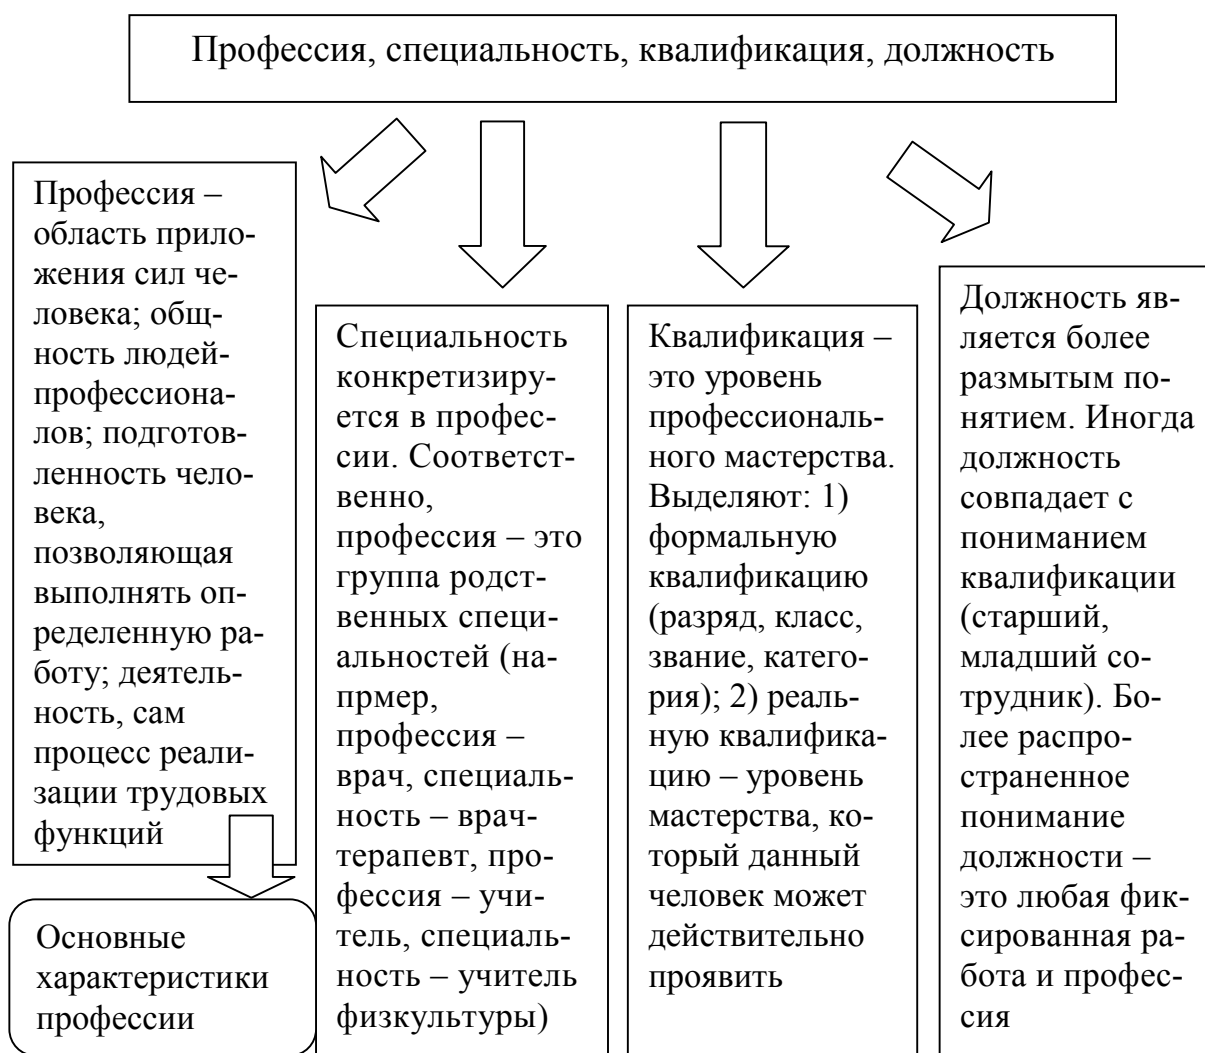 Профессия, специальность, квалификация, должность
Профессия –
область прило-
жения сил че-
ловека; общ-
ность людей-
профессиона-
лов; подготов-
ленность чело-
века,
позволяющая
выполнять оп-
ределенную ра-
боту; деятель-
ность, сам
процесс реали-
зации трудовых
функций
Основные
характеристики
профессии
Специальность
конкретизиру-
ется в профес-
сии. Соответст-
венно,
профессия – это
группа родст-
венных специ-
альностей (на-
прмер,
профессия –
врач, специаль-
ность – врач-
терапевт, про-
фессия – учи-
тель, специаль-
ность – учитель
физкультуры)
Квалификация –
это уровень
профессиональ-
ного мастерства.
Выделяют: 1)
формальную
квалификацию
(разряд, класс,
звание, катего-
рия); 2) реаль-
ную квалифика-
цию – уровень
мастерства, ко-
торый данный
человек может
действительно
проявить
Должность яв-
ляется более
размытым по-
нятием. Иногда
должность
совпадает с
пониманием
квалификации
(старший,
младший со-
трудник). Бо-
лее распро-
страненное
понимание
должности –
это любая фик-
сированная ра-
бота и профес-
сия